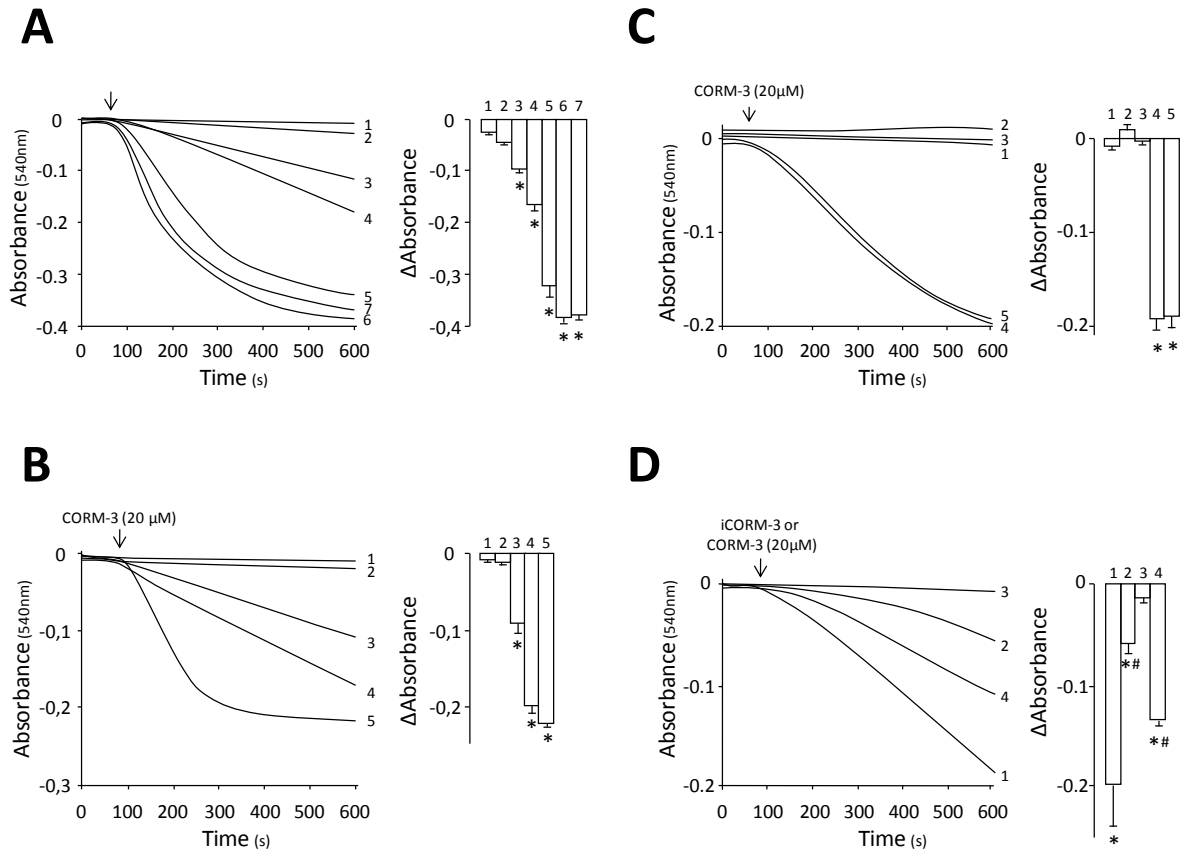 A
Absorbance (540nm)
0
-0.1
-0.2
-0.3
-0.4
0 100 200 300 400 500 600
Time (s)
1
2
3
4
5
7
6
ΔAbsorbance
1 2 3 4 5 6 7
0
-0.1
-0.2
-0.3
-0,4
*
*
*
* *
C
CORM-3 (20μM)
Absorbance (540nm)
0
-0.1
-0.2
0 100 200 300 400 500 600
Time (s)
2
3
1
5
4
ΔAbsorbance
1 2 3 4 5
0
-0.1
-0.2
* *
B
CORM-3 (20 μM)
Absorbance (540nm)
0
-0,1
-0,2
-0,3
0 100 200 300 400 500 600
Time (s)
1
2
3
4
5
ΔAbsorbance
1 2 3 4 5
0
-0,1
-0,2
*
* *
D
iCORM-3 or
CORM-3 (20μM)
Absorbance (540nm)
0
-0.1
-0.2
0 100 200 300 400 500 600
Time (s)
3
2
4
1
ΔAbsorbance
1 2 3 4
0
-0.1
-0.2
*#
*#
*